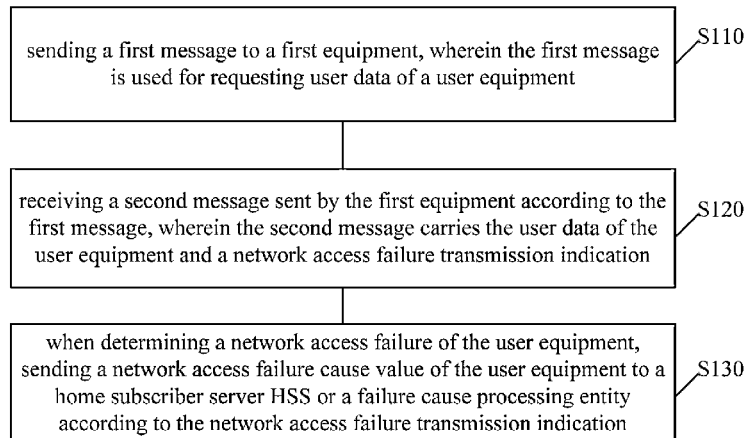 sending a first message to a first equipment, wherein the first message
is used for requesting user data of a user equipment
S110
receiving a second message sent by the first equipment according to the
first message, wherein the second message carries the user data of the
user equipment and a network access failure transmission indication
S120
when determining a network access failure of the user equipment,
sending a network access failure cause value of the user equipment to a
home subscriber server HSS or a failure cause processing entity
according to the network access failure transmission indication
S130